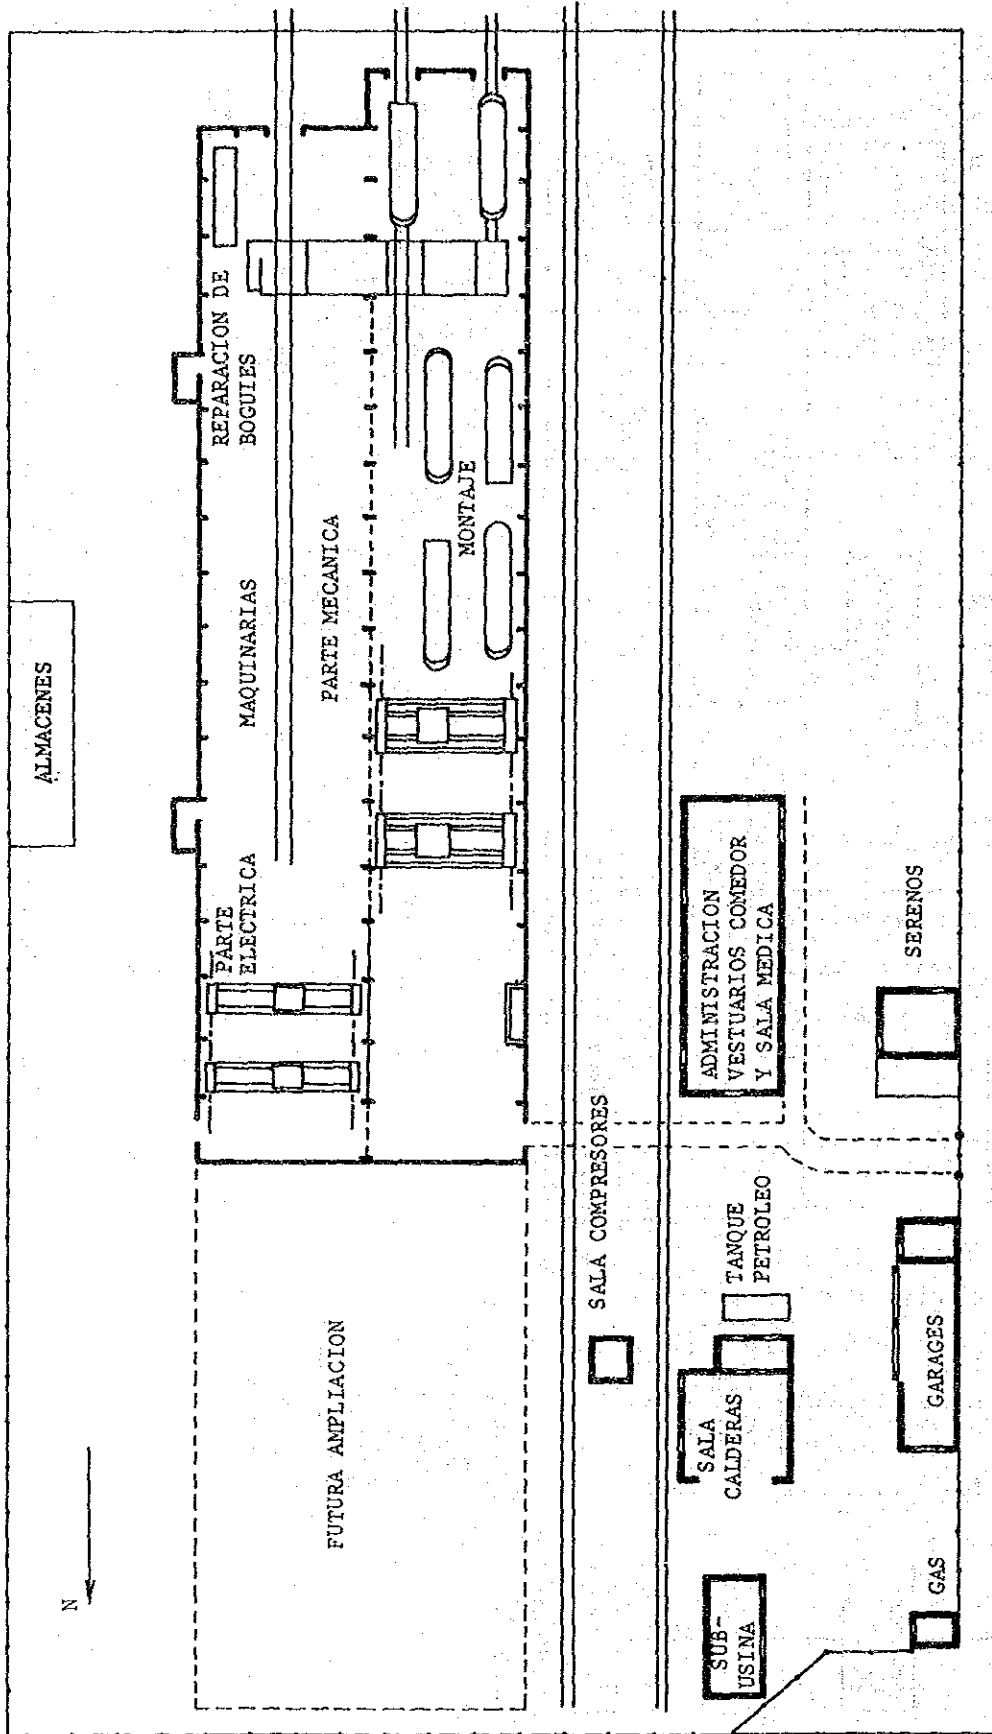 ALMACENES
REPARACION DE
BOGUIES
MAQUINARIAS
PARTE MECANICA
MONTAJE
PARTE
ELECTRICA
FUTURA AMPLIACION
N
SALA COMPRESORES
ADMINISTRACION
VESTUARIOS COMEDOR
Y SALA MEDICA
SERENOS
TANQUE
PETROLEO
SALA
CALDERAS
GARAGES
SUB-
USINA
GAS